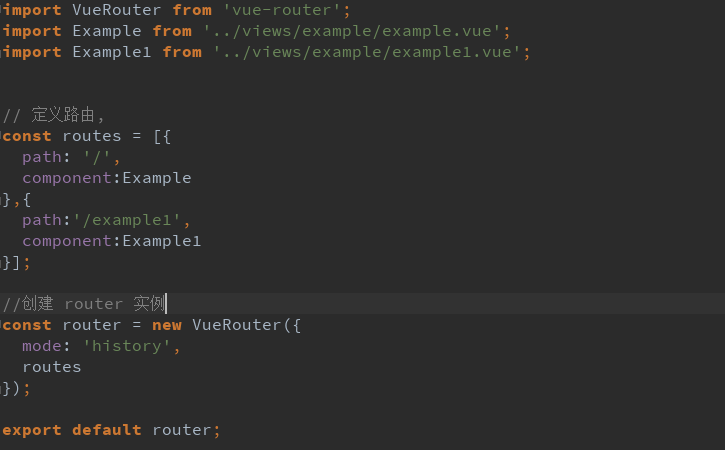 import VueRouter from 'vue-router';
import Example from '../views/example/example.vue';
import Example1 from '../views/example/example1.vue';
// 定义路由,
const routes = [{
path: '/',
component:Example
},{
path:'/example1',
component:Example1
}];
//创建 router 实例
const router = new VueRouter({
mode: 'history',
routes
});
export default router;